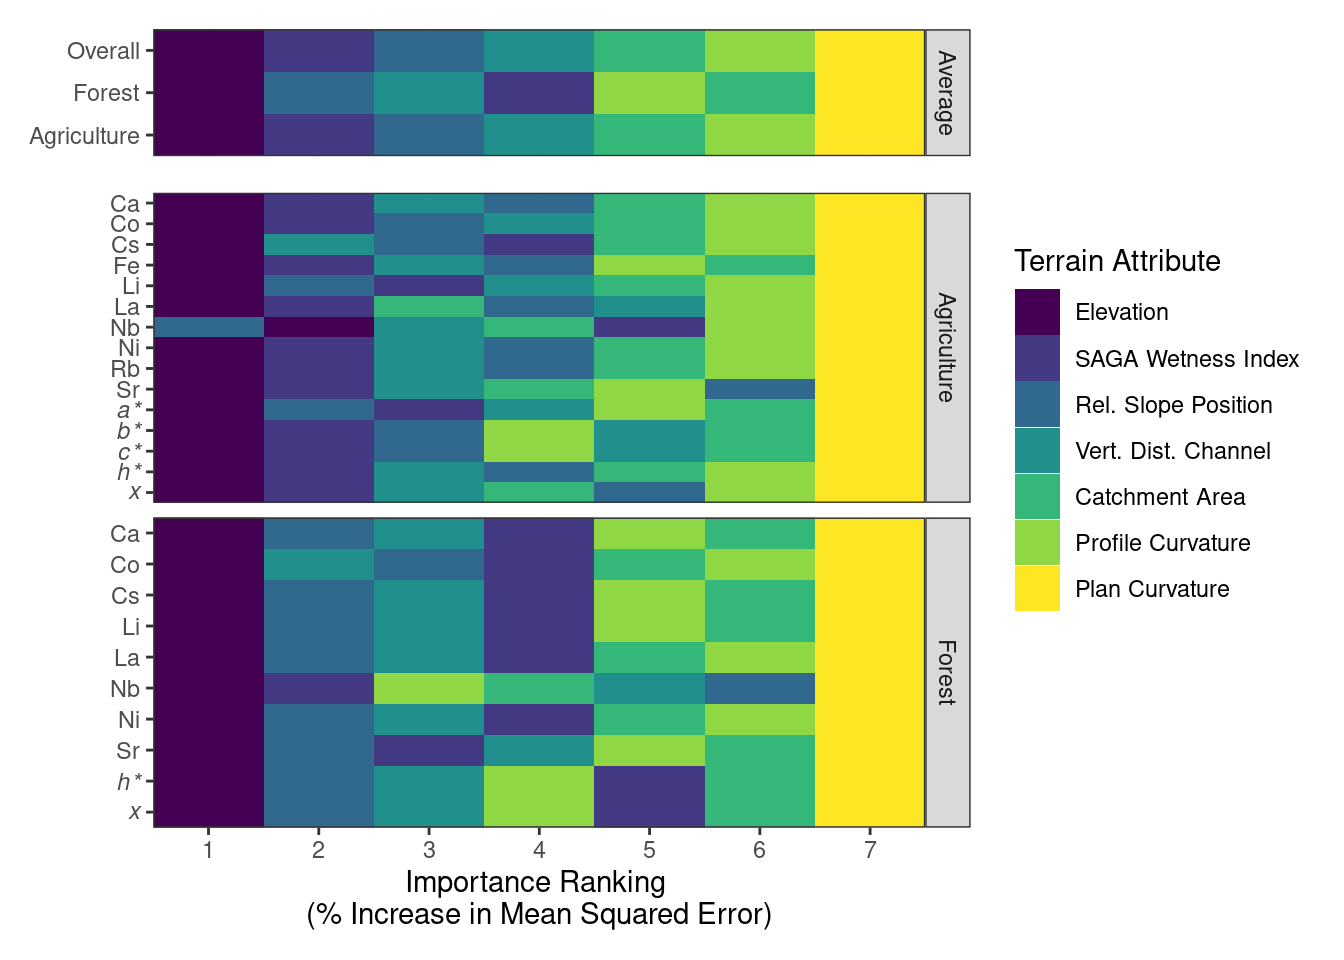 Overall
Forest
Agriculture
Average
Ca
Co
Cs
Fe
Li
La
Nb
Ni
Rb
Sr
a*
b*
c*
h*
x
Agriculture
Ca
Co
Cs
Li
La
Nb
Ni
Sr
h*
x
Forest
1 2 3 4 5 6 7
Importance Ranking
(% Increase in Mean Squared Error)
Terrain Attribute
Elevation
SAGA Wetness Index
Rel. Slope Position
Vert. Dist. Channel
Catchment Area
Profile Curvature
Plan Curvature